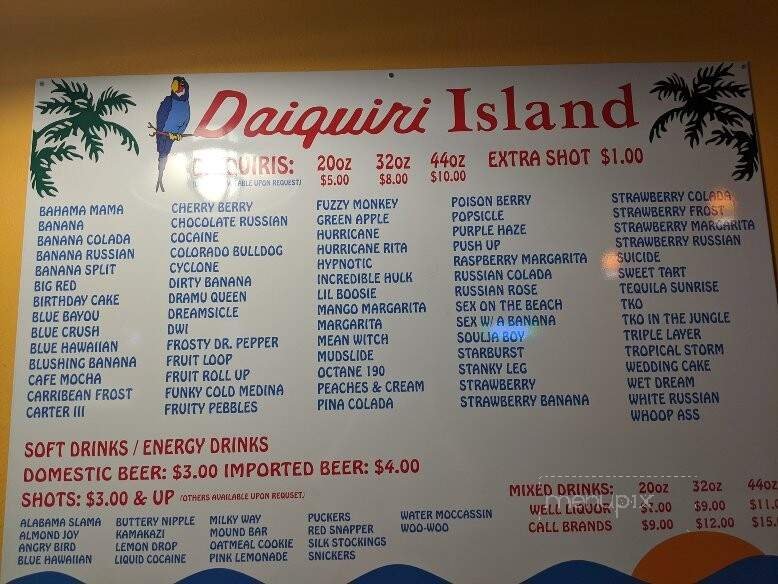 Daiquiri Island
20oz 32oz 44oz EXTRA SHOT $1.00
$5.00 $8.00 $10.00
BAHAMA MAMA
BANANA
BANANA COLADA
BANANA RUSSIAN
BANANA SPLIT
BIG RED
BIRTHDAY CAKE
BLUE BAYOU
BLUE CRUSH
BLUE HAWAIIAN
BLUSHING BANANA
CAFE MOCHA
CARRIBEAN FROST
CARTER III
CHERRY BERRY
CHOCOLATE RUSSIAN
COCAINE
COLORADO BULLDOG
CYCLONE
DIRTY BANANA
DRAMU QUEEN
DREAMSICLE
DWI
FROSTY DR. PEPPER
FRUIT LOOP
FRUIT ROLL UP
FUNKY COLD MEDINA
FRUITY PEBBLES
FUZZY MONKEY
GREEN APPLE
HURRICANE
HURRICANE RITA
HYPNOTIC
INCREDIBLE HULK
LIL BOOSIE
MANGO MARGARITA
MARGARITA
MEAN WITCH
MUDSLIDE
OCTANE 190
PEACHES & CREAM
PINA COLADA
POISON BERRY
POPSICLE
PURPLE HAZE
PUSH UP
RASPBERRY MARGARITA
RUSSIAN COLADA
RUSSIAN ROSE
SEX ON THE BEACH
SEX W/ A BANANA
SOULJA BOY
STARBURST
STANKY LEG
STRAWBERRY
STRAWBERRY BANANA
STRAWBERRY COLADA
STRAWBERRY FROST
STRAWBERRY MARGARITA
STRAWBERRY RUSSIAN
SUICIDE
SWEET TART
TEQUILA SUNRISE
TKO
TKO IN THE JUNGLE
TRIPLE LAYER
TROPICAL STORM
WEDDING CAKE
WET DREAM
WHITE RUSSIAN
WHOOP ASS
SOFT DRINKS / ENERGY DRINKS
DOMESTIC BEER: $3.00 IMPORTED BEER: $4.00
SHOTS: $3.00 & UP (OTHERS AVAILABLE UPON REQUSET.)
ALABAMA SLAMA
ALMOND JOY
ANGRY BIRD
BLUE HAWAIIAN
BUTTERY NIPPLE
KAMAKAZI
LEMON DROP
LIQUID COCAINE
MILKY WAY
MOUND BAR
OATMEAL COOKIE
PINK LEMONADE
PUCKERS
RED SNAPPER
SILK STOCKINGS
SNICKERS
WATER MOCCASSIN
WOO-WOO
MIXED DRINKS: 20oz 32oz 44oz
WELL LIQUOR $7.00 $9.00
CALL BRANDS $9.00 $12.00
menupix